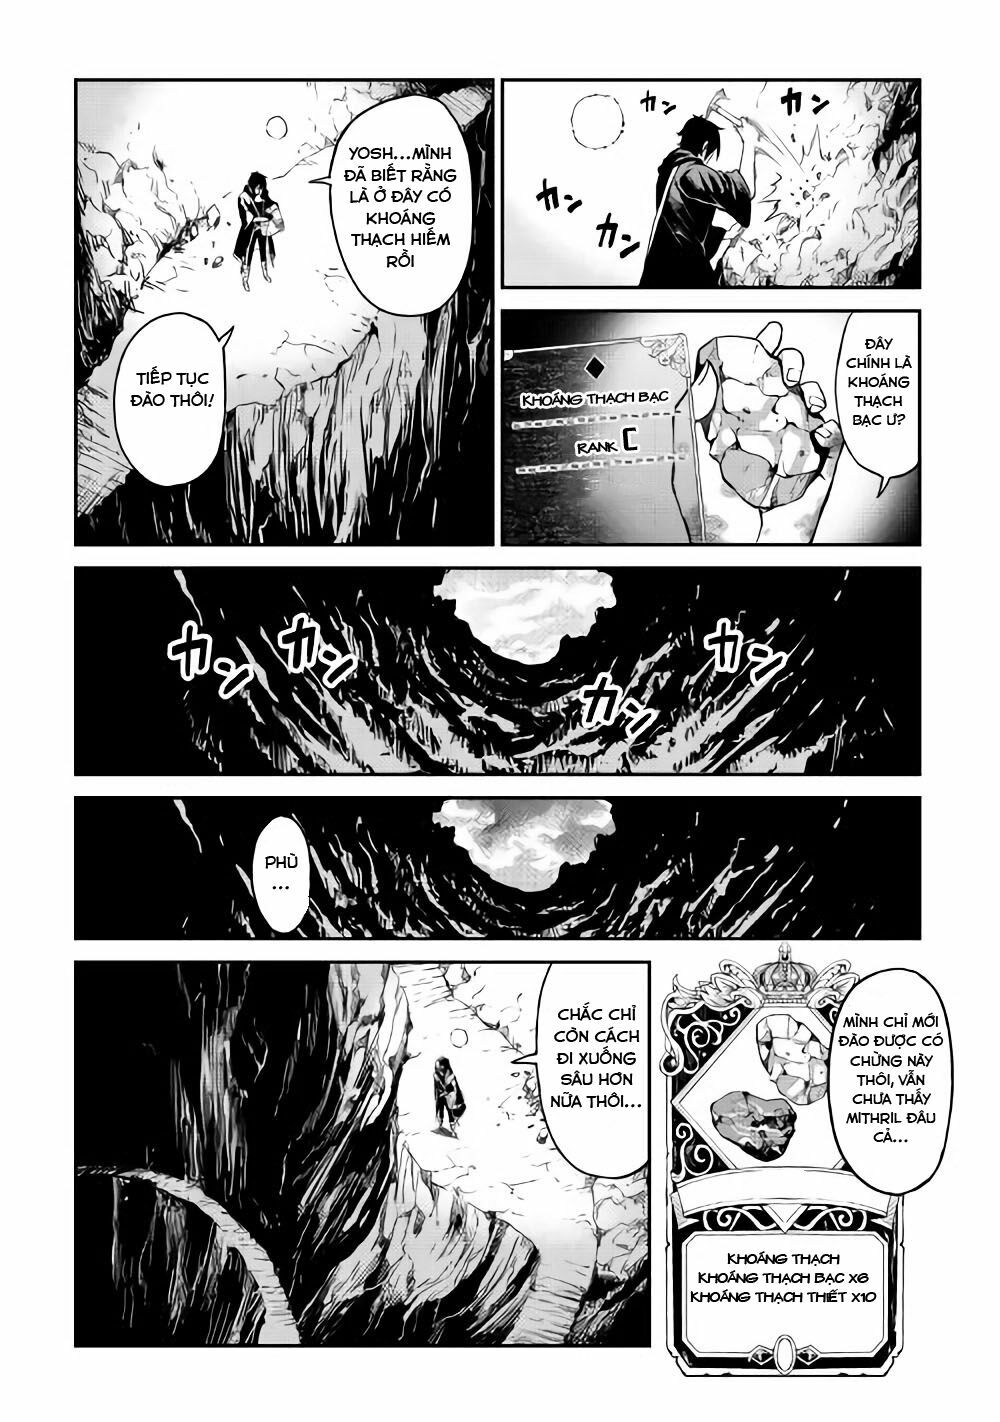 カン
カン
カン
カン
ĐÂY
CHÍNH LÀ
KHOÁNG
THẠCH
BẠC Ư?
KHOÁNG THẠCH BẠC
RANK C
YOSH...MÌNH
ĐÃ BIẾT RẰNG
LÀ Ở ĐÂY CÓ
KHOÁNG
THẠCH HIẾM
RỒI
TIẾP TỤC
ĐÀO THÔI!
カン
カン
カン
カン
PHÙ
...
MÌNH CHỈ MỚI
ĐÀO ĐƯỢC CÓ
CHỪNG NÀY
THÔI, VẪN
CHƯA THẤY
MITHRIL ĐÂU
CẢ...
KHOÁNG THẠCH
KHOÁNG THẠCH BẠC X6
KHOÁNG THẠCH THIẾT X10
CHẮC CHỈ
CÒN CÁCH
ĐI XUỐNG
SÂU HƠN
NỮA THÔI...